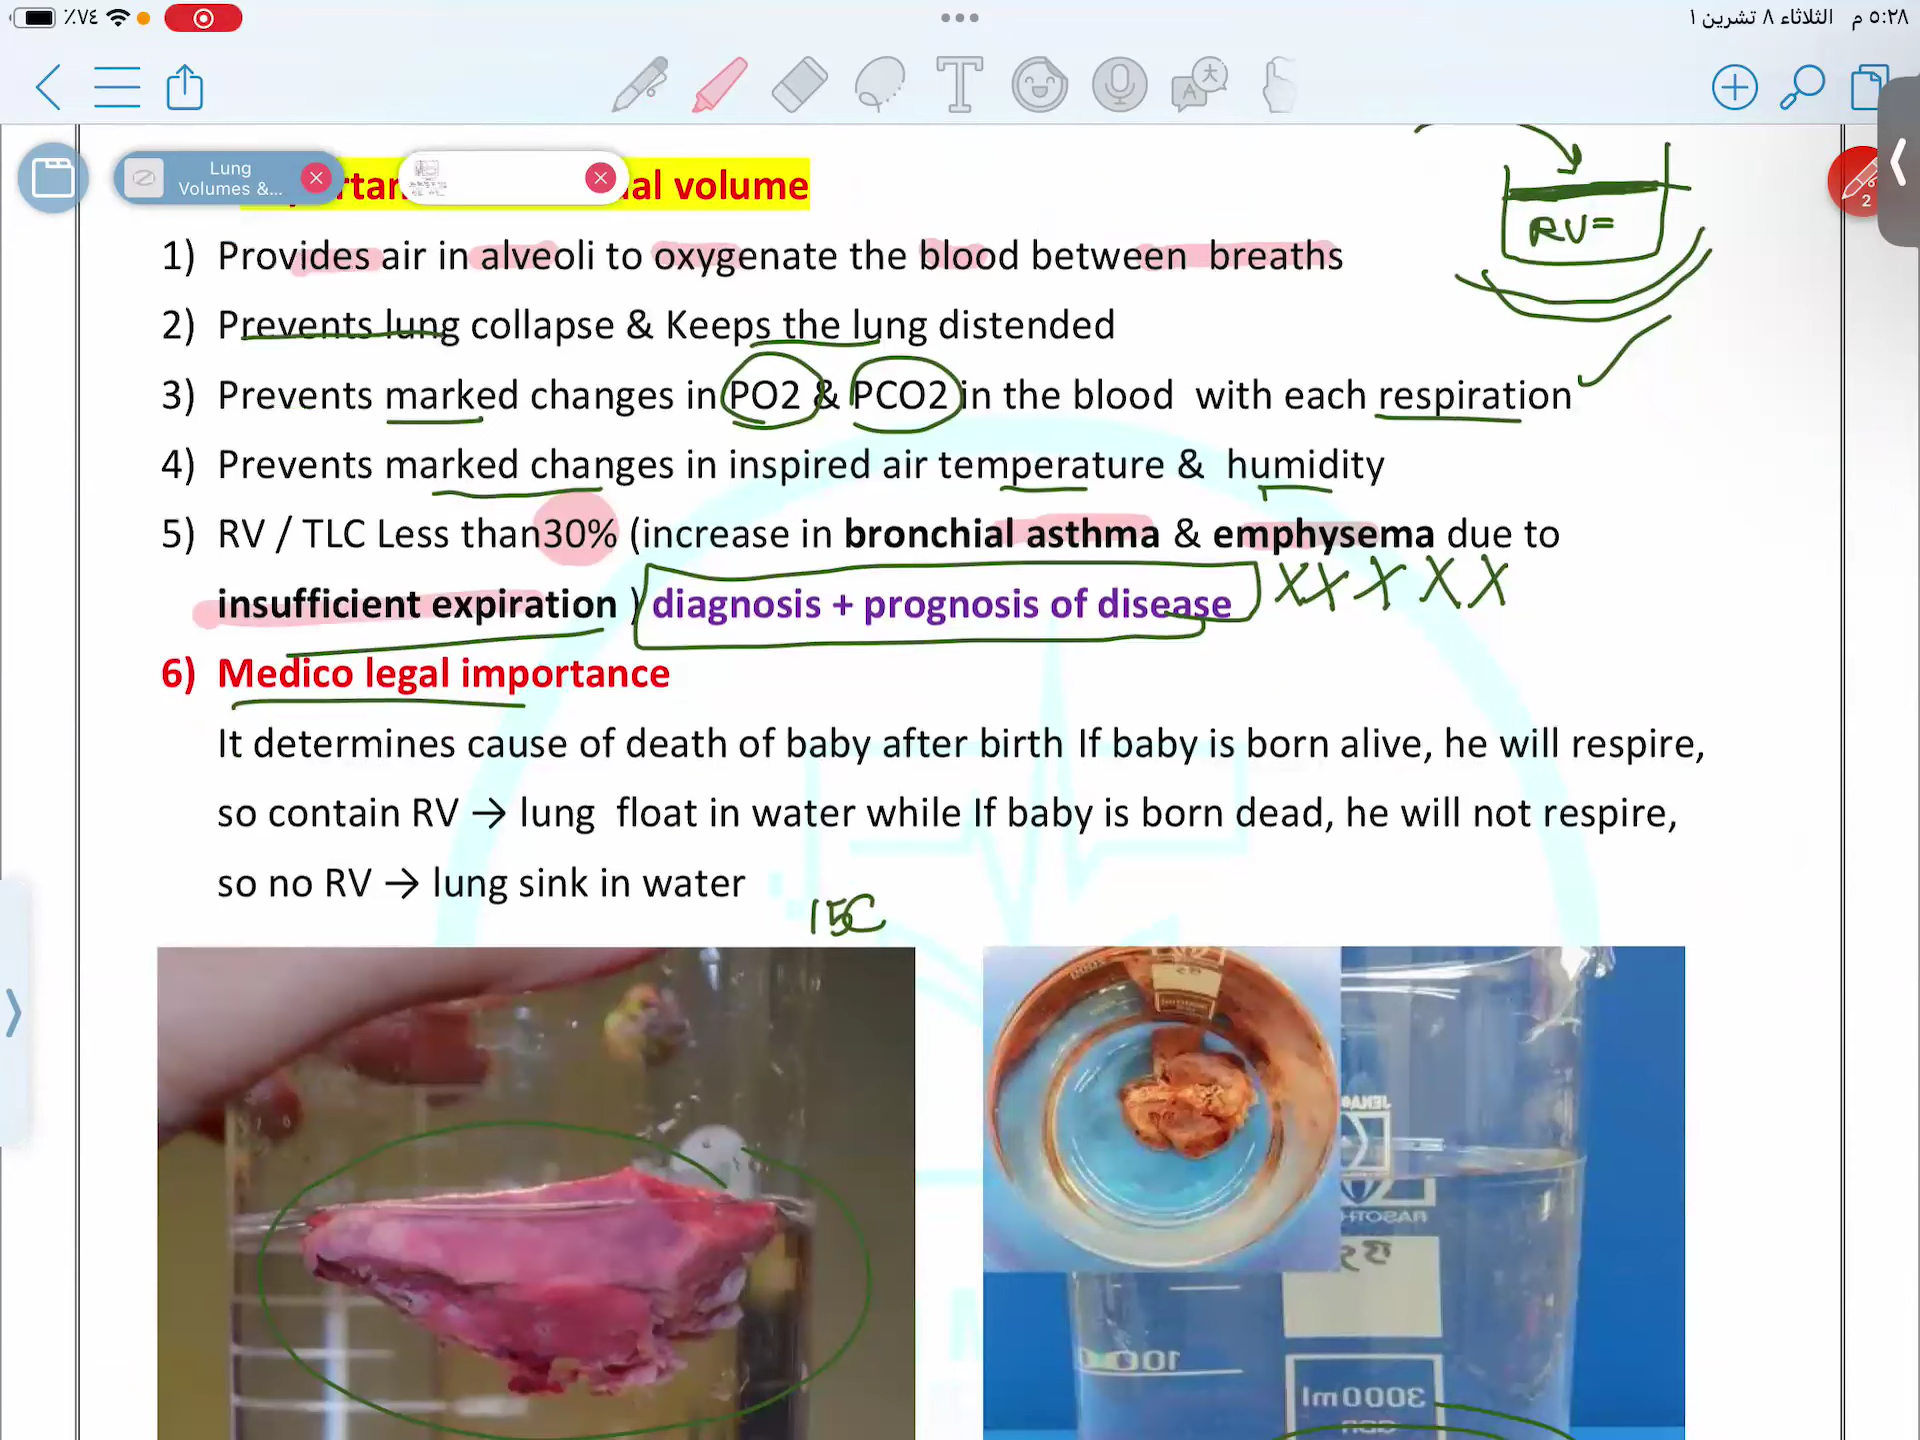 ٪٧٤
٥:٢٨ م الثلاثاء ٨ تشرين ١
Lung
Volumes &...
al volume
RV=
2
1) Provides air in alveoli to oxygenate the blood between breaths
2) Prevents lung collapse & Keeps the lung distended
3) Prevents marked changes in PO2 & PCO2 in the blood with each respiration
4) Prevents marked changes in inspired air temperature & humidity
5) RV / TLC Less than30% (increase in bronchial asthma & emphysema due to
insufficient expiration ) diagnosis + prognosis of disease XX X X X
6) Medico legal importance
It determines cause of death of baby after birth If baby is born alive, he will respire,
so contain RV → lung float in water while If baby is born dead, he will not respire,
so no RV → lung sink in water
3000ml